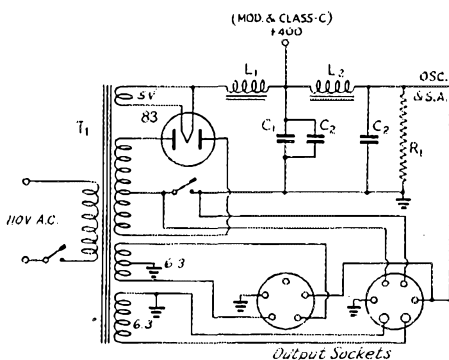 (MOD. & CLASS-C)
+400
L1
L2
OSC.
& S.A.
5V
83
T1
C1
C2
C2
R1
110V A.C.
6.3
6.3
Output Sockets